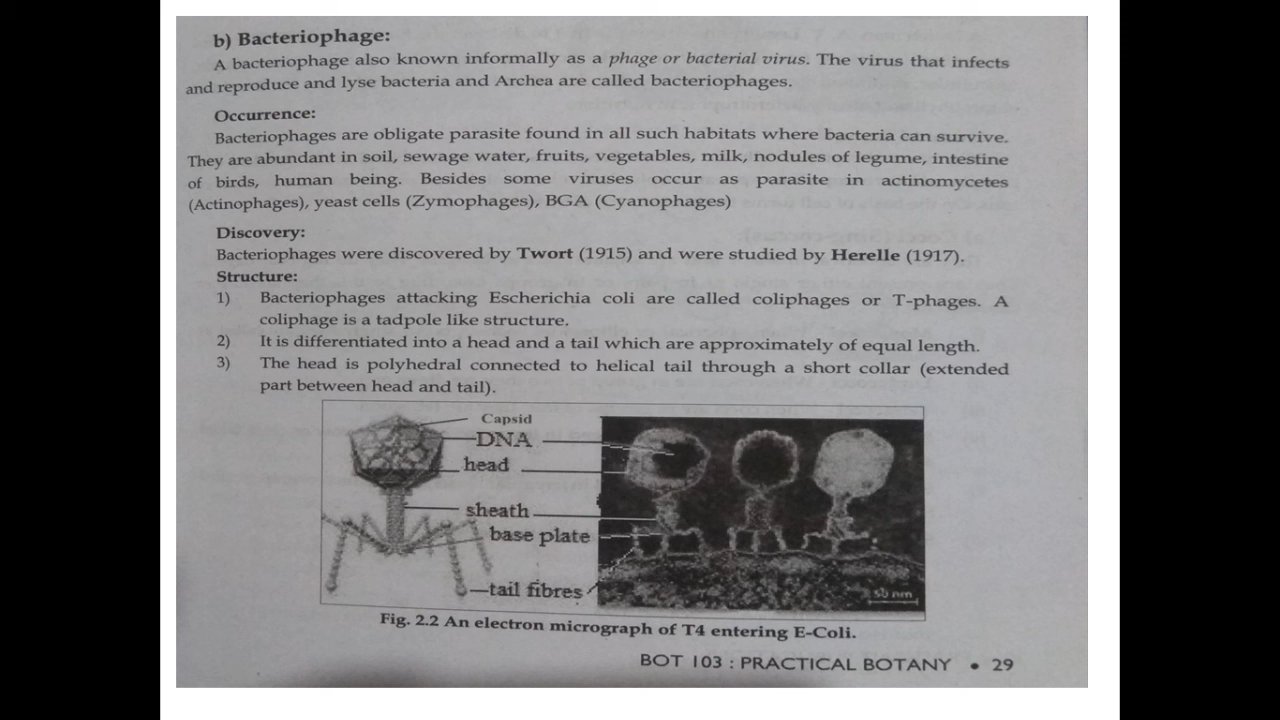 b) Bacteriophage:
A bacteriophage also known informally as a phage or bacterial virus. The virus that infects
and reproduce and lyse bacteria and Archea are called bacteriophages.
Occurrence:
Bacteriophages are obligate parasite found in all such habitats where bacteria can survive.
They are abundant in soil, sewage water, fruits, vegetables, milk, nodules of legume, intestine
of birds, human being. Besides some viruses occur as parasite in actinomycetes
(Actinophages), yeast cells (Zymophages), BGA (Cyanophages)
Discovery:
Bacteriophages were discovered by Twort (1915) and were studied by Herelle (1917).
Structure:
1) Bacteriophages attacking Escherichia coli are called coliphages or T-phages. A
coliphage is a tadpole like structure.
2) It is differentiated into a head and a tail which are approximately of equal length.
3) The head is polyhedral connected to helical tail through a short collar (extended
part between head and tail).
Capsid
DNA
head
sheath
base plate
tail fibres
50 nm
Fig. 2.2 An electron micrograph of T4 entering E-Coli.
BOT 103 : PRACTICAL BOTANY • 29